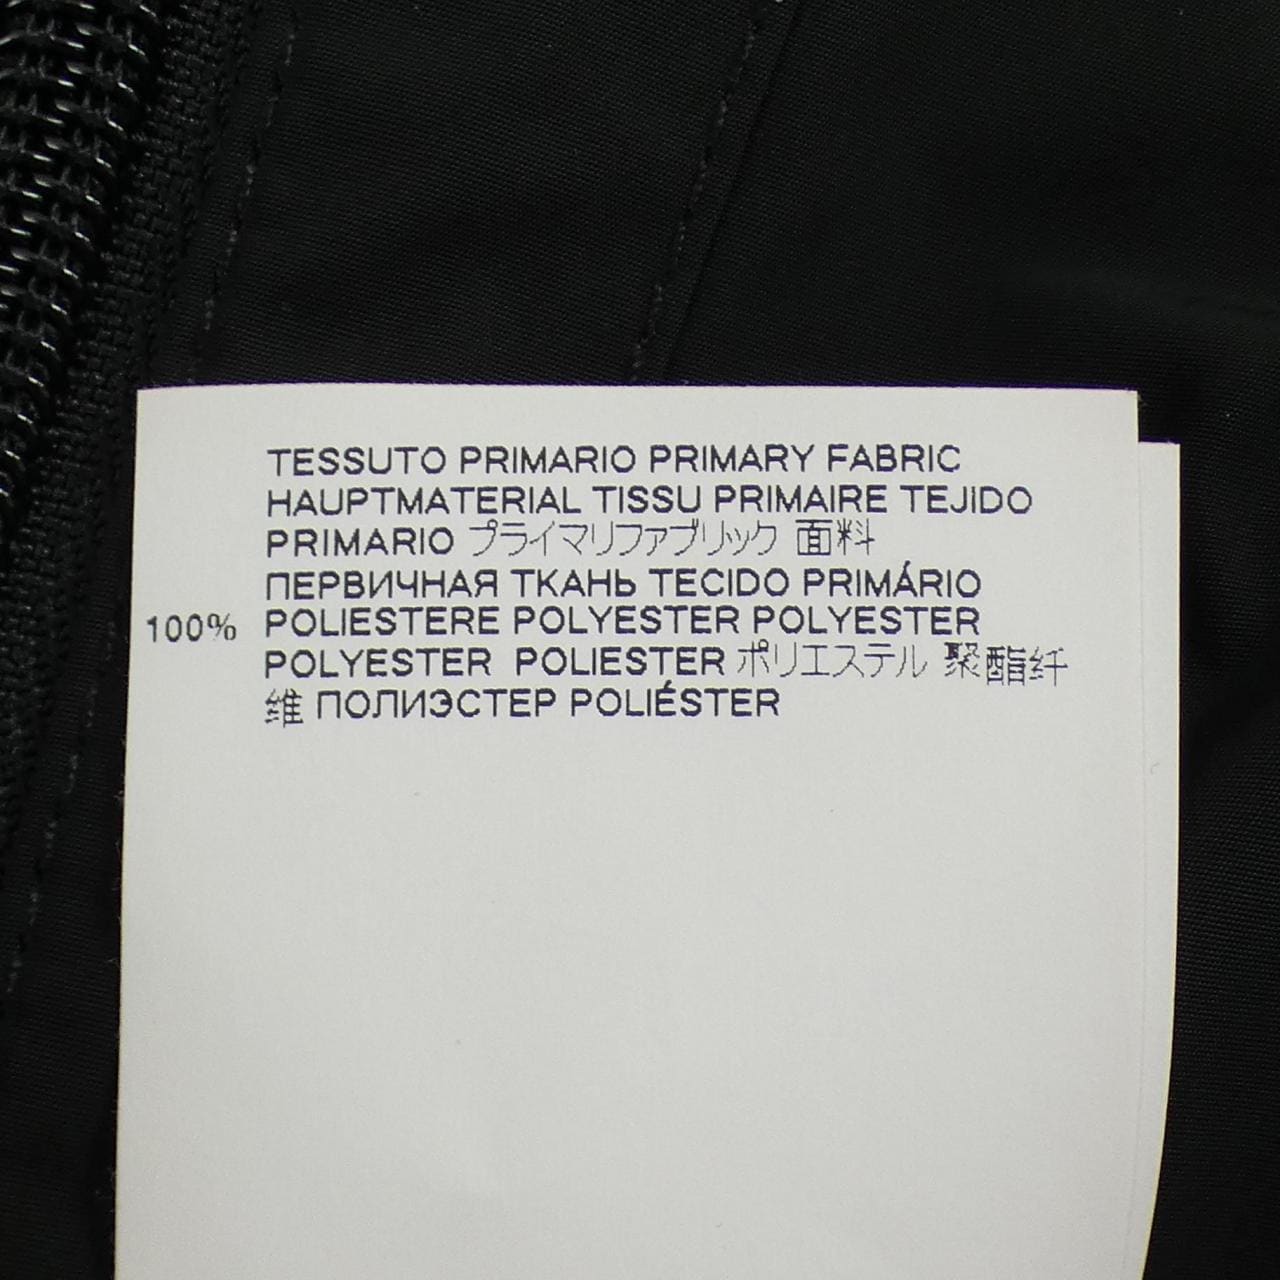 TESSUTO PRIMARIO PRIMARY FABRIC
HAUPTMATERIAL TISSU PRIMAIRE TEJIDO
PRIMARIO プライマリファブリック 面料
ПЕРВИЧНАЯ ТКАНЬ TECIDO PRIMÁRIO
100% POLIESTERE POLYESTER POLYESTER
POLYESTER POLIESTER ポリエステル 聚酯纤
维 ПОЛИЭСТЕР POLIÉSTER